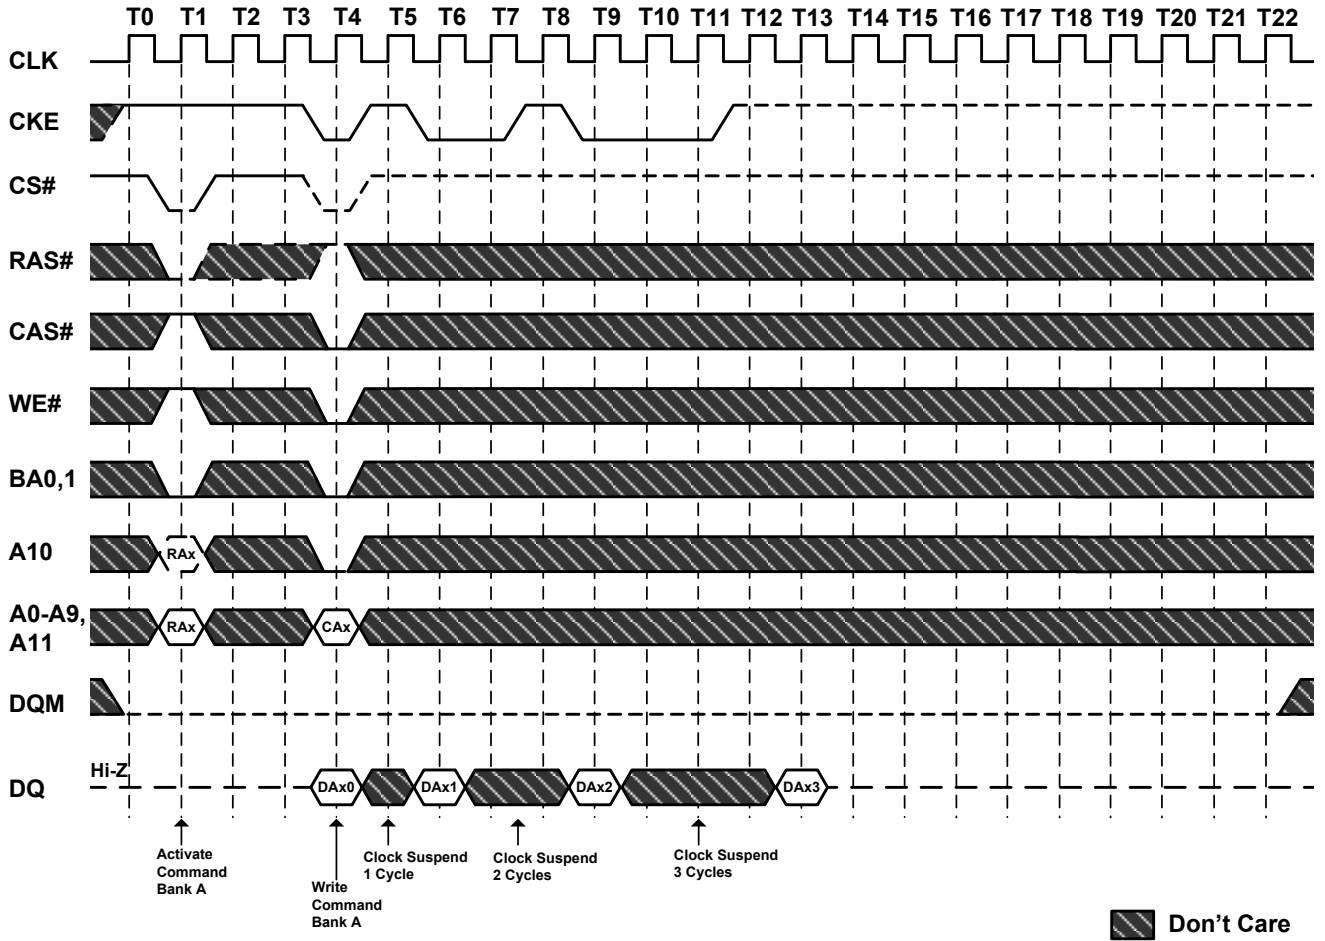 T0 T1 T2 T3 T4 T5 T6 T7 T8 T9 T10 T11 T12 T13 T14 T15 T16 T17 T18 T19 T20 T21 T22
CLK
CKE
CS#
RAS#
CAS#
WE#
BA0,1
A10
RAx
A0-A9,
A11
RAx CAx
DQM
Hi-Z
DQ
DAx0 DAx1 DAx2 DAx3
Activate
Command
Bank A
Write
Command
Bank A
Clock Suspend
1 Cycle
Clock Suspend
2 Cycles
Clock Suspend
3 Cycles
Don't Care